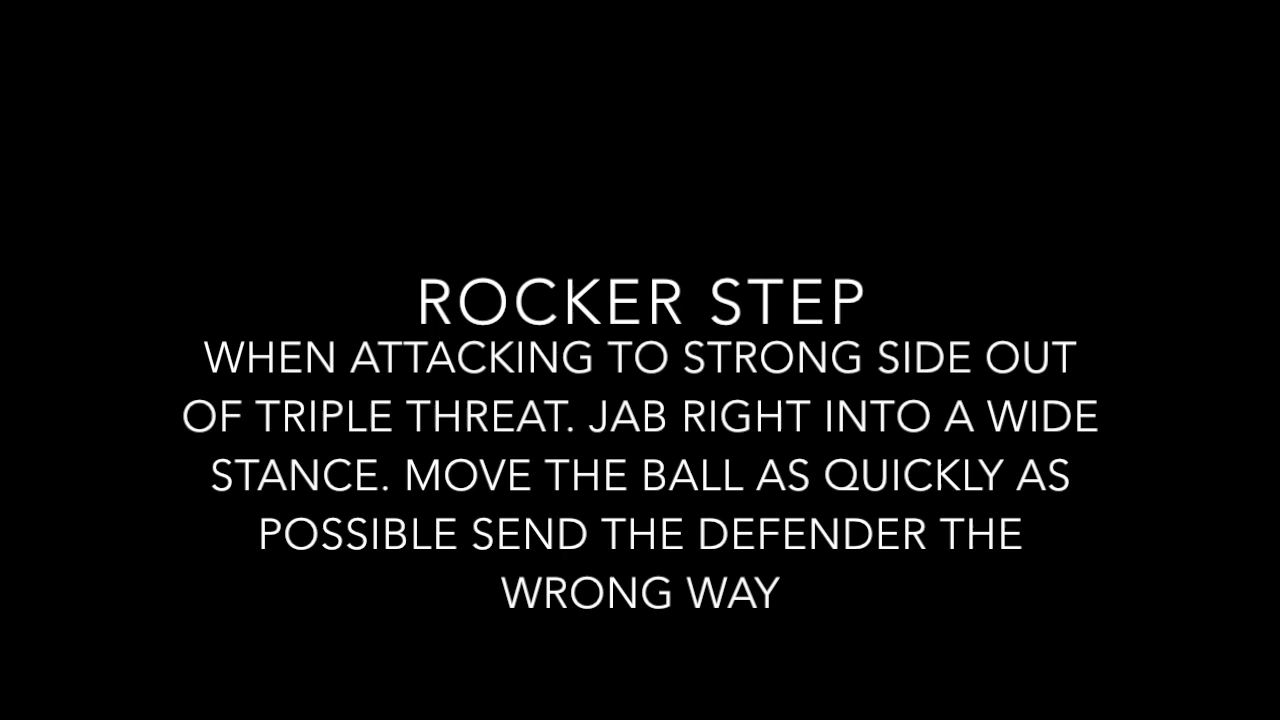 ROCKER STEP
WHEN ATTACKING TO STRONG SIDE OUT
OF TRIPLE THREAT. JAB RIGHT INTO A WIDE
STANCE. MOVE THE BALL AS QUICKLY AS
POSSIBLE SEND THE DEFENDER THE
WRONG WAY